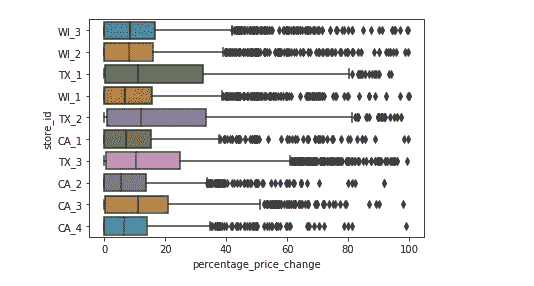 WI_3
WI_2
TX_1
WI_1
TX_2
CA_1
TX_3
CA_2
CA_3
CA_4
store_id
0 20 40 60 80 100
percentage_price_change